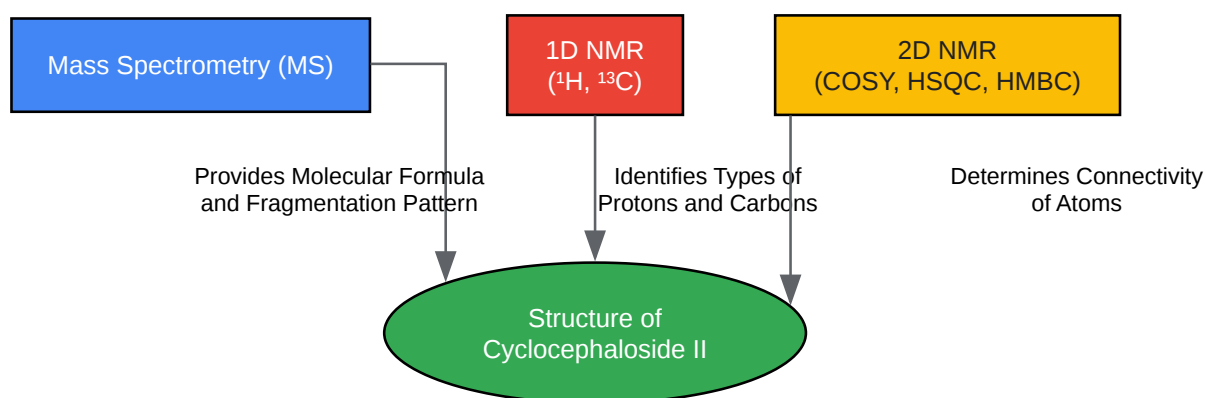 Mass Spectrometry (MS)
1D NMR
(¹H, ¹³C)
2D NMR
(COSY, HSQC, HMBC)
Provides Molecular Formula
and Fragmentation Pattern
Identifies Types of
Protons and Carbons
Determines Connectivity
of Atoms
Structure of
Cyclocephaloside II